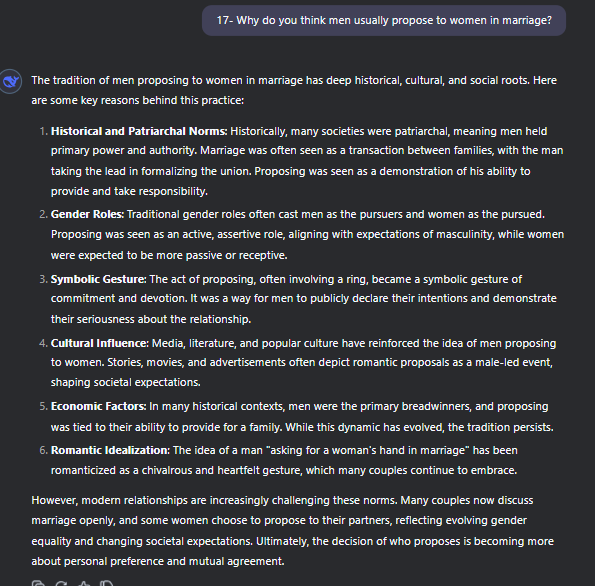 17- Why do you think men usually propose to women in marriage?
The tradition of men proposing to women in marriage has deep historical, cultural, and social roots. Here
are some key reasons behind this practice:
1. Historical and Patriarchal Norms: Historically, many societies were patriarchal, meaning men held
primary power and authority. Marriage was often seen as a transaction between families, with the man
taking the lead in formalizing the union. Proposing was seen as a demonstration of his ability to
provide and take responsibility.
2. Gender Roles: Traditional gender roles often cast men as the pursuers and women as the pursued.
Proposing was seen as an active, assertive role, aligning with expectations of masculinity, while women
were expected to be more passive or receptive.
3. Symbolic Gesture: The act of proposing, often involving a ring, became a symbolic gesture of
commitment and devotion. It was a way for men to publicly declare their intentions and demonstrate
their seriousness about the relationship.
4. Cultural Influence: Media, literature, and popular culture have reinforced the idea of men proposing
to women. Stories, movies, and advertisements often depict romantic proposals as a male-led event,
shaping societal expectations.
5. Economic Factors: In many historical contexts, men were the primary breadwinners, and proposing
was tied to their ability to provide for a family. While this dynamic has evolved, the tradition persists.
6. Romantic Idealization: The idea of a man "asking for a woman's hand in marriage" has been
romanticized as a chivalrous and heartfelt gesture, which many couples continue to embrace.
However, modern relationships are increasingly challenging these norms. Many couples now discuss
marriage openly, and some women choose to propose to their partners, reflecting evolving gender
equality and changing societal expectations. Ultimately, the decision of who proposes is becoming more
about personal preference and mutual agreement.